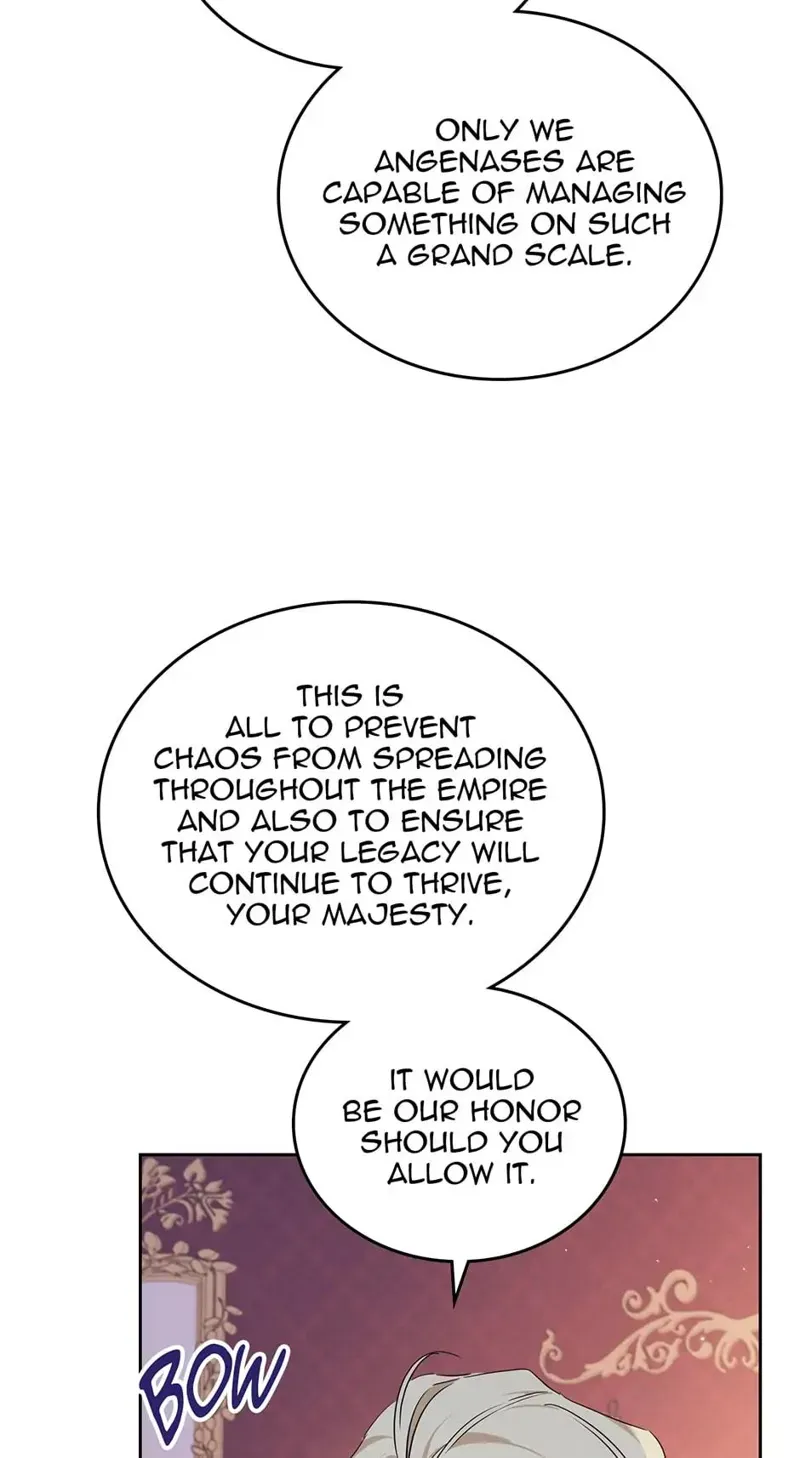 ONLY WE
ANGENASES ARE
CAPABLE OF MANAGING
SOMETHING ON SUCH
A GRAND SCALE.
THIS IS
ALL TO PREVENT
CHAOS FROM SPREADING
THROUGHOUT THE EMPIRE
AND ALSO TO ENSURE
THAT YOUR LEGACY WILL
CONTINUE TO THRIVE,
YOUR MAJESTY.
IT WOULD
BE OUR HONOR
SHOULD YOU
ALLOW IT.
BOW